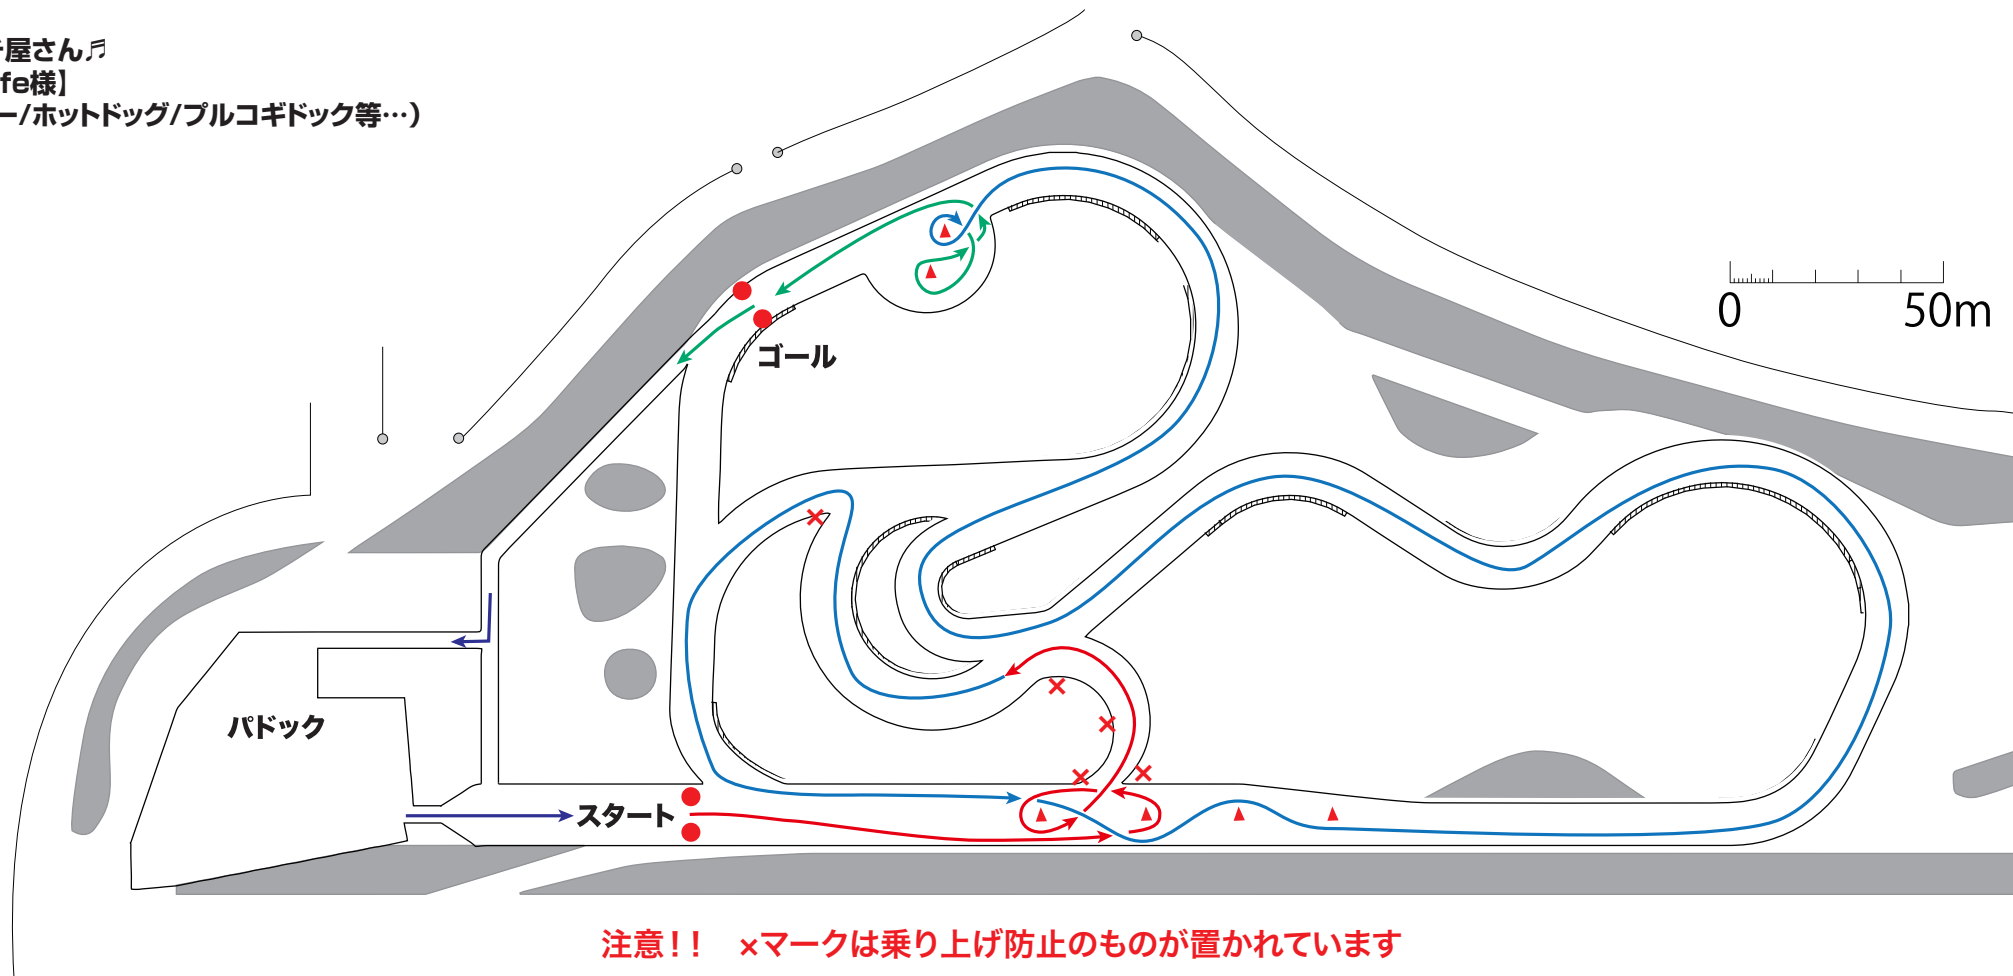 屋さん♬
fe様】
ー/ホットドッグ/プルコギドック等…）
0 50m
ゴール
パドック
スタート
注意！！　×マークは乗り上げ防止のものが置かれています